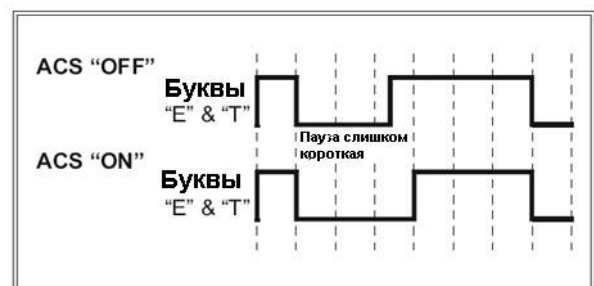 ACS “OFF”
Буквы
“E” & “T”
Пауза слишком
короткая
ACS “ON”
Буквы
“E” & “T”